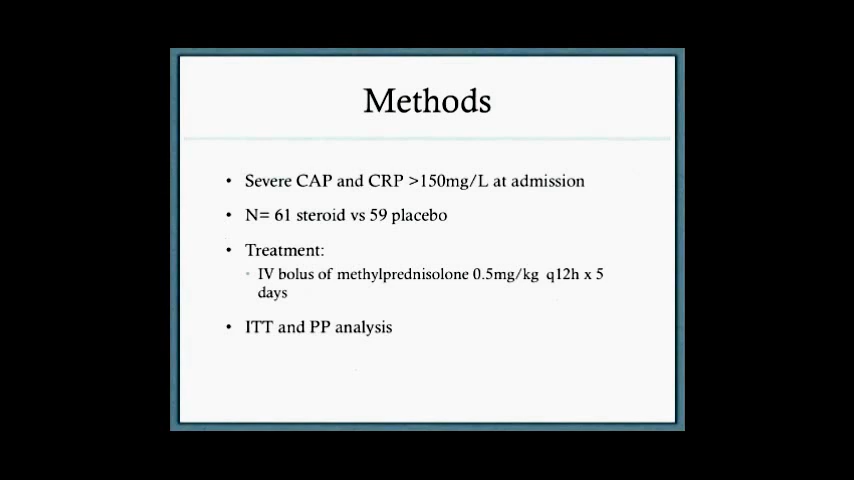 Methods
• Severe CAP and CRP >150mg/L at admission
• N= 61 steroid vs 59 placebo
• Treatment:
• IV bolus of methylprednisolone 0.5mg/kg q12h x 5
days
• ITT and PP analysis